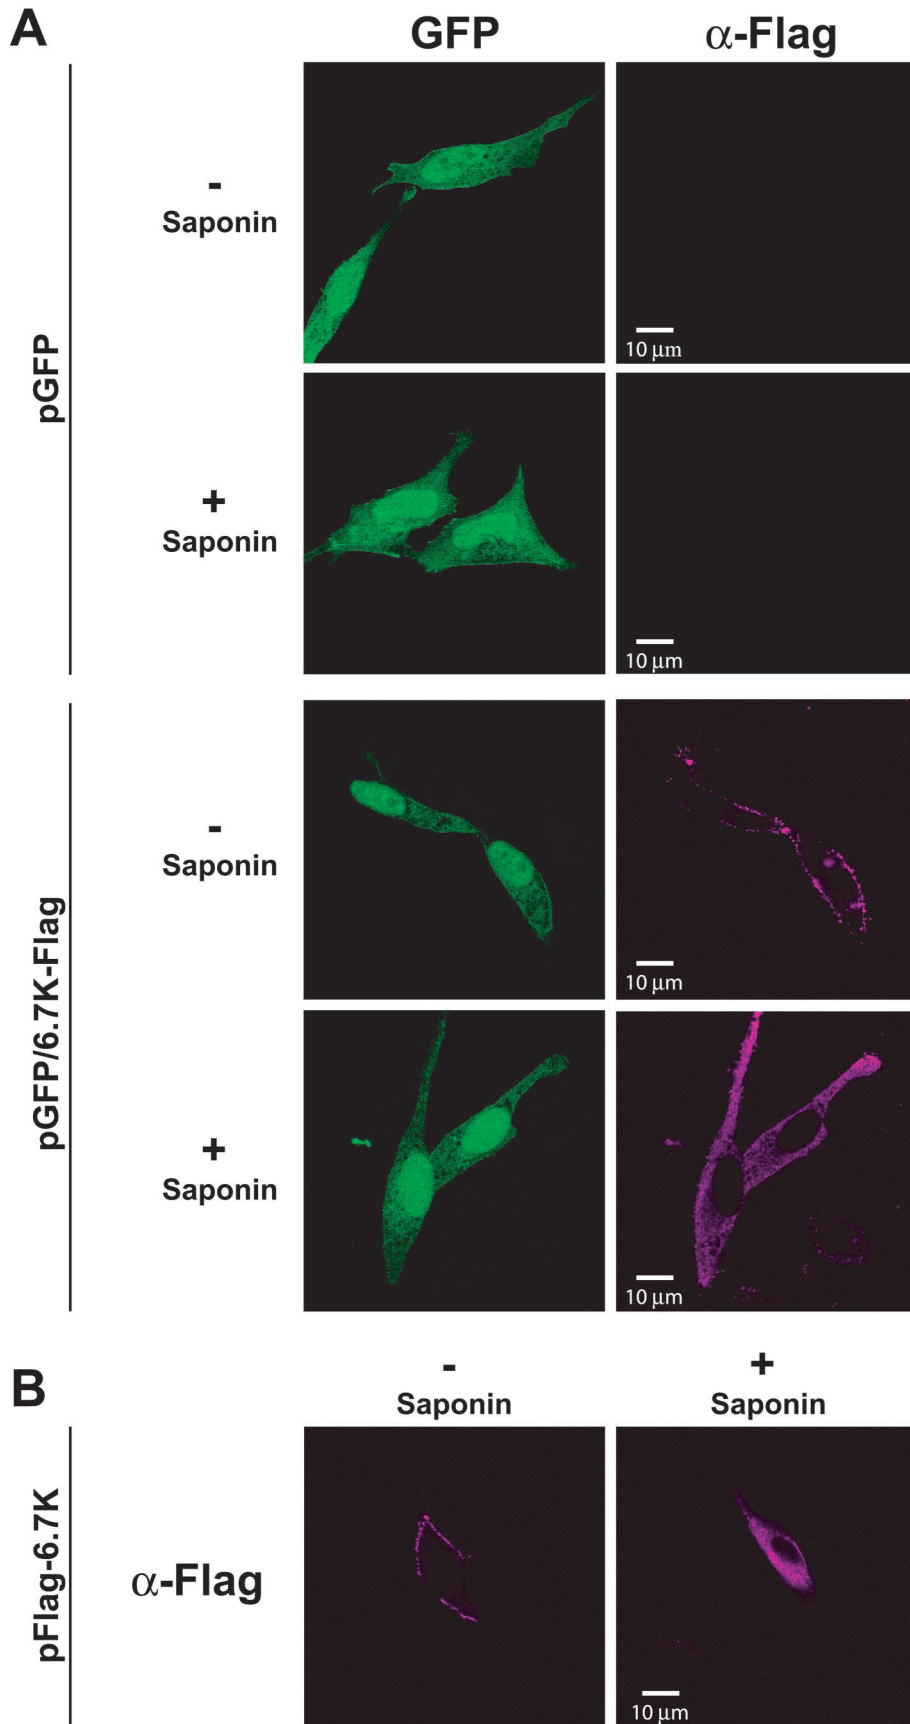 A
GFP
α-Flag
pGFP
-
Saponin
10 μm
+
Saponin
10 μm
pGFP/6.7K-Flag
-
Saponin
10 μm
+
Saponin
10 μm
B
-
Saponin
+
Saponin
pFlag-6.7K
α-Flag
10 μm